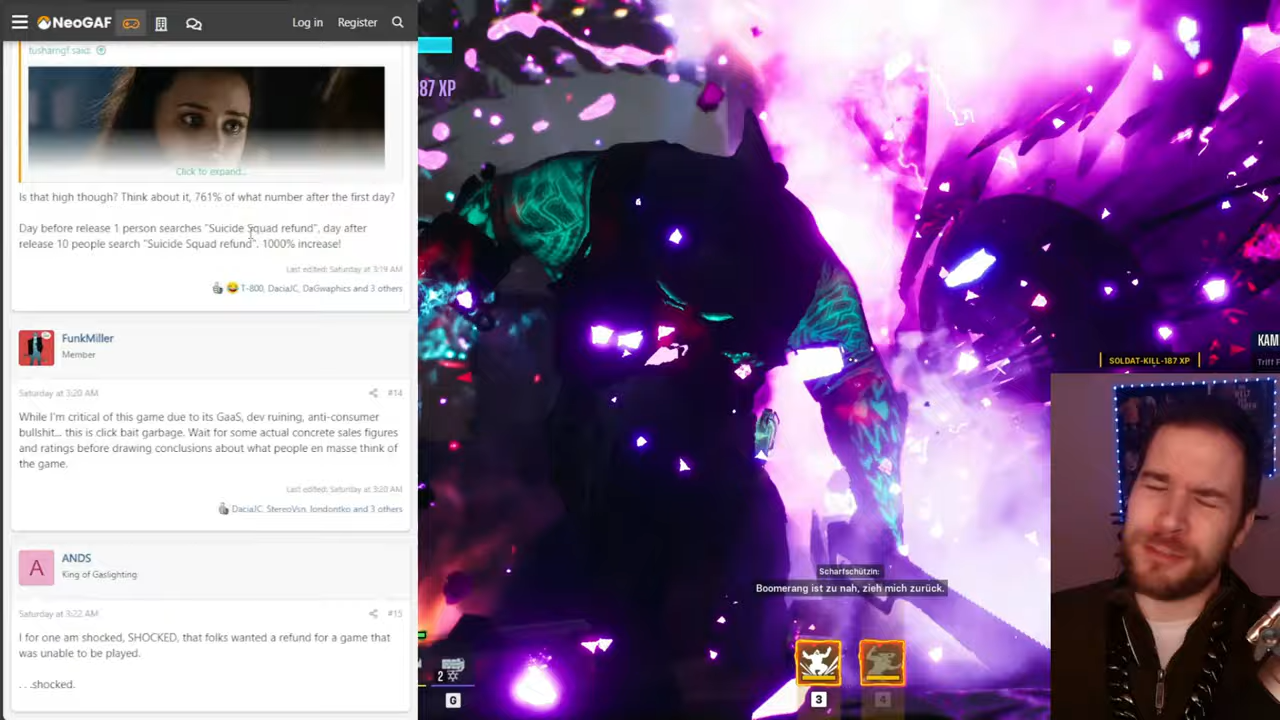 NeoGAF
Log in
Register
tusharngf said:
Click to expand...
Is that high though? Think about it, 761% of what number after the first day?
Day before release 1 person searches "Suicide Squad refund", day after
release 10 people search "Suicide Squad refund". 1000% increase!
Last edited: Saturday at 3:19 AM
T-800, DaciaJC, DaGwaphics and 3 others
FunkMiller
Member
Saturday at 3:20 AM
#14
While I'm critical of this game due to its GaaS, dev ruining, anti-consumer
bullshit... this is click bait garbage. Wait for some actual concrete sales figures
and ratings before drawing conclusions about what people en masse think of
the game.
Last edited: Saturday at 3:20 AM
DaciaJC, StereoVsn, londontko and 3 others
A
ANDS
King of Gaslighting
Saturday at 3:22 AM
#15
I for one am shocked, SHOCKED, that folks wanted a refund for a game that
was unable to be played.
. . .shocked.
87 XP
SOLDAT-KILL-187 XP
KAM
Triff F
Scharfschützin:
Boomerang ist zu nah, zieh mich zurück.
2
G
3
4